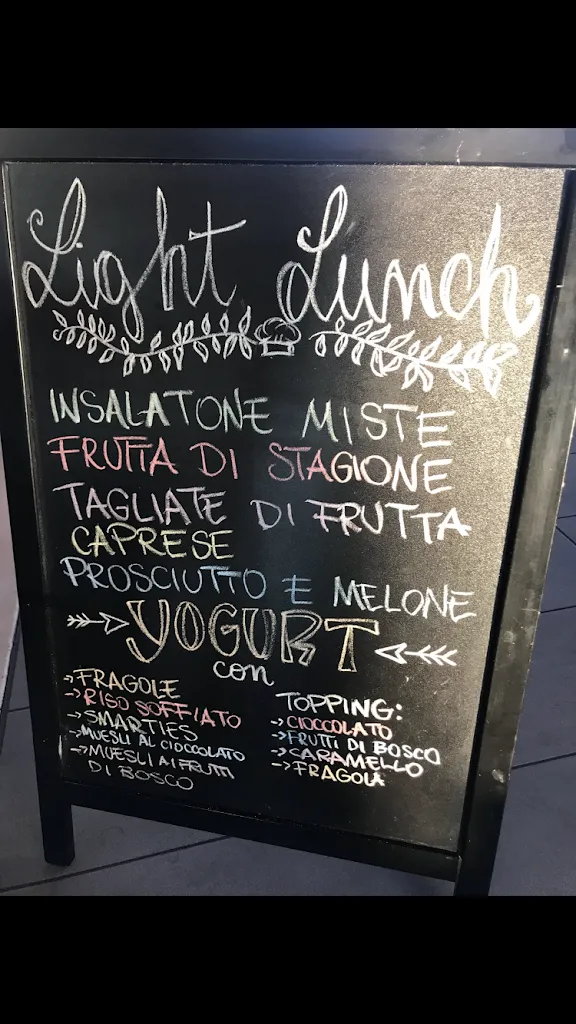 Light Lunch
INSALATONE MISTE
FRUTTA DI STAGIONE
TAGLIATE DI FRUTTA
CAPRESE
PROSCIUTTO E MELONE
YOGURT
con
→FRAGOLE
→RISO SOFFIATO
→SMARTIES
→MUESLI AL CIOCCOLATO
→MUESLI AI FRUTTI
DI BOSCO
TOPPING:
→CIOCCOLATO
→FRUTTI DI BOSCO
→CARAMELLO
→FRAGOLA